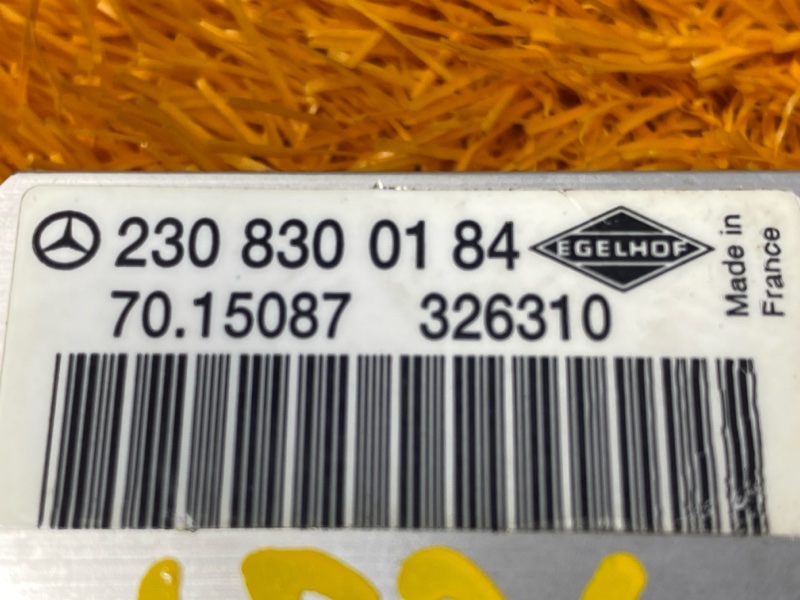 230 830 01 84 EGELHOF
Made in
France
70.15087 326310